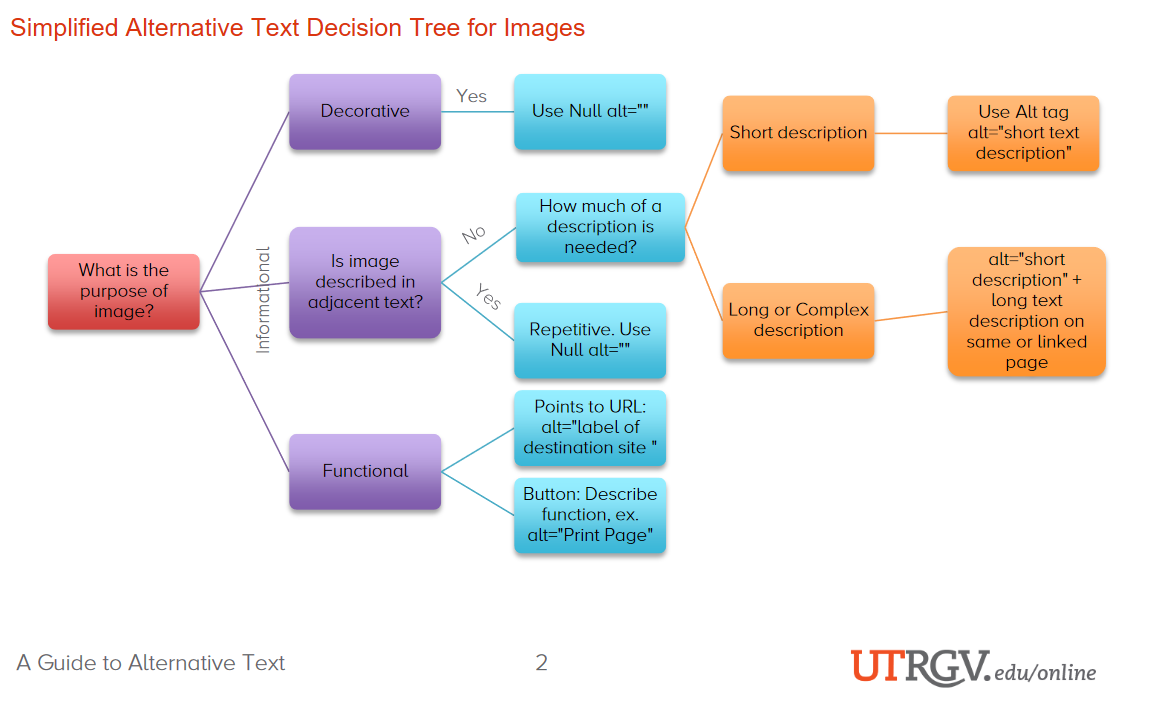 Simplified Alternative Text Decision Tree for Images
What is the
purpose of
image?
Decorative
Yes
Use Null alt=""
Informational
Is image
described in
adjacent text?
No
How much of a
description is
needed?
Short description
Use Alt tag
alt="short text
description"
Long or Complex
description
alt="short
description" +
long text
description on
same or linked
page
Yes
Repetitive. Use
Null alt=""
Functional
Points to URL:
alt="label of
destination site "
Button: Describe
function, ex.
alt="Print Page"
A Guide to Alternative Text
2
UTRGV.edu/online